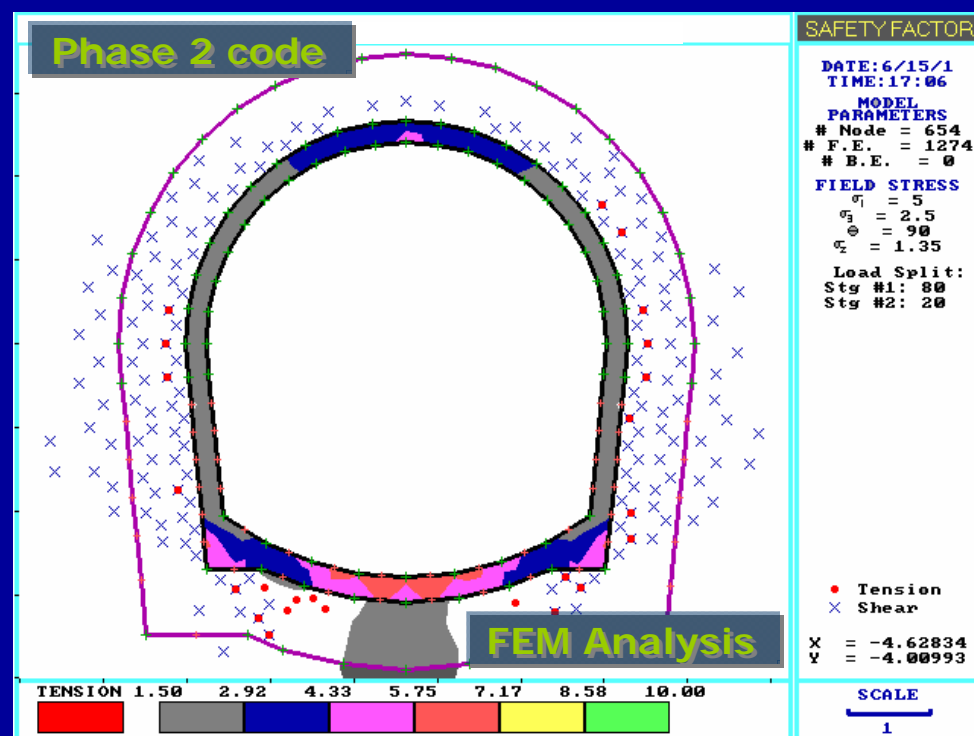 Phase 2 code
SAFETY FACTOR
DATE:6/15/1
TIME:17:06
MODEL
PARAMETERS
# Node = 654
# F.E. = 1274
# B.E. = 0
FIELD STRESS
σ1 = 5
σ3 = 2.5
θ = 90
σz = 1.35
Load Split:
Stg #1: 80
Stg #2: 20
Tension
Shear
X = -4.62834
Y = -4.00993
FEM Analysis
TENSION 1.50 2.92 4.33 5.75 7.17 8.58 10.00
SCALE
1